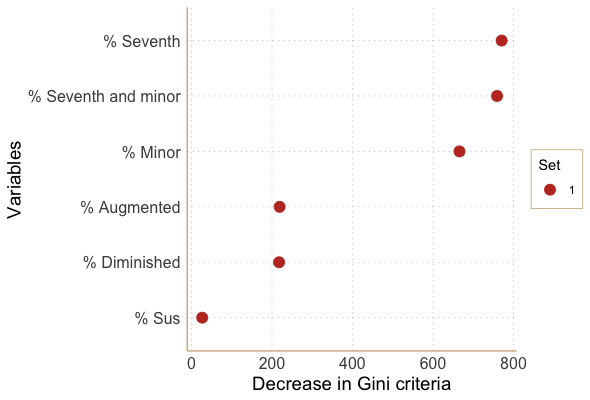 % Seventh
% Seventh and minor
% Minor
% Augmented
% Diminished
% Sus
Variables
0 200 400 600 800
Decrease in Gini criteria
Set
1